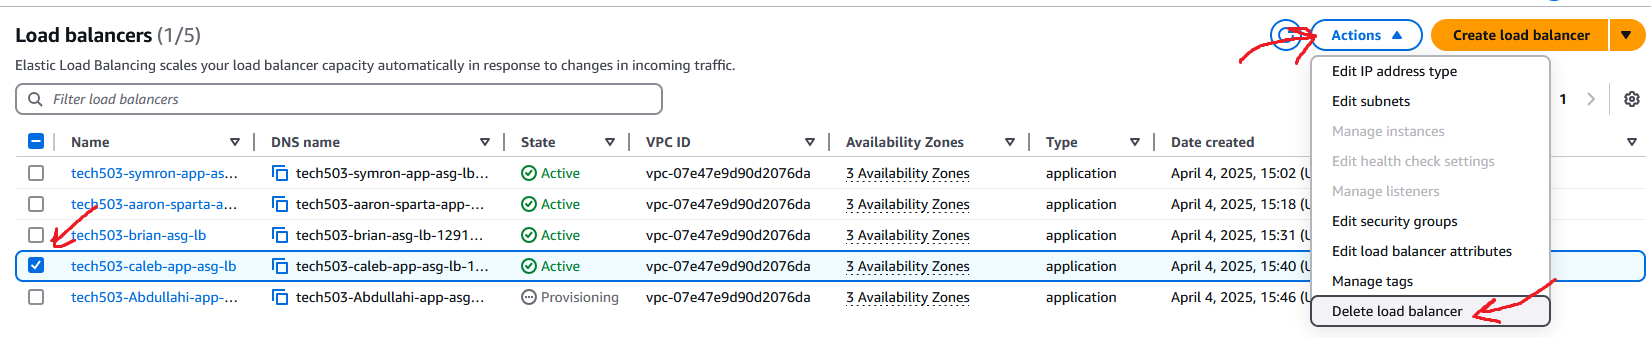 Load balancers (1/5)
Actions
Create load balancer
Elastic Load Balancing scales your load balancer capacity automatically in response to changes in incoming traffic.
Filter load balancers
1
Name DNS name State VPC ID Availability Zones Type Date created
tech503-symron-app-as... tech503-symron-app-asg-lb... Active vpc-07e47e9d90d2076da 3 Availability Zones application April 4, 2025, 15:02 (U
tech503-aaron-sparta-a... tech503-aaron-sparta-app-... Active vpc-07e47e9d90d2076da 3 Availability Zones application April 4, 2025, 15:18 (U
tech503-brian-asg-lb tech503-brian-asg-lb-1291... Active vpc-07e47e9d90d2076da 3 Availability Zones application April 4, 2025, 15:31 (U
tech503-caleb-app-asg-lb tech503-caleb-app-asg-lb-1... Active vpc-07e47e9d90d2076da 3 Availability Zones application April 4, 2025, 15:40 (U
tech503-Abdullahi-app-... tech503-Abdullahi-app-asg... Provisioning vpc-07e47e9d90d2076da 3 Availability Zones application April 4, 2025, 15:46 (U
Edit IP address type
Edit subnets
Manage instances
Edit health check settings
Manage listeners
Edit security groups
Edit load balancer attributes
Manage tags
Delete load balancer